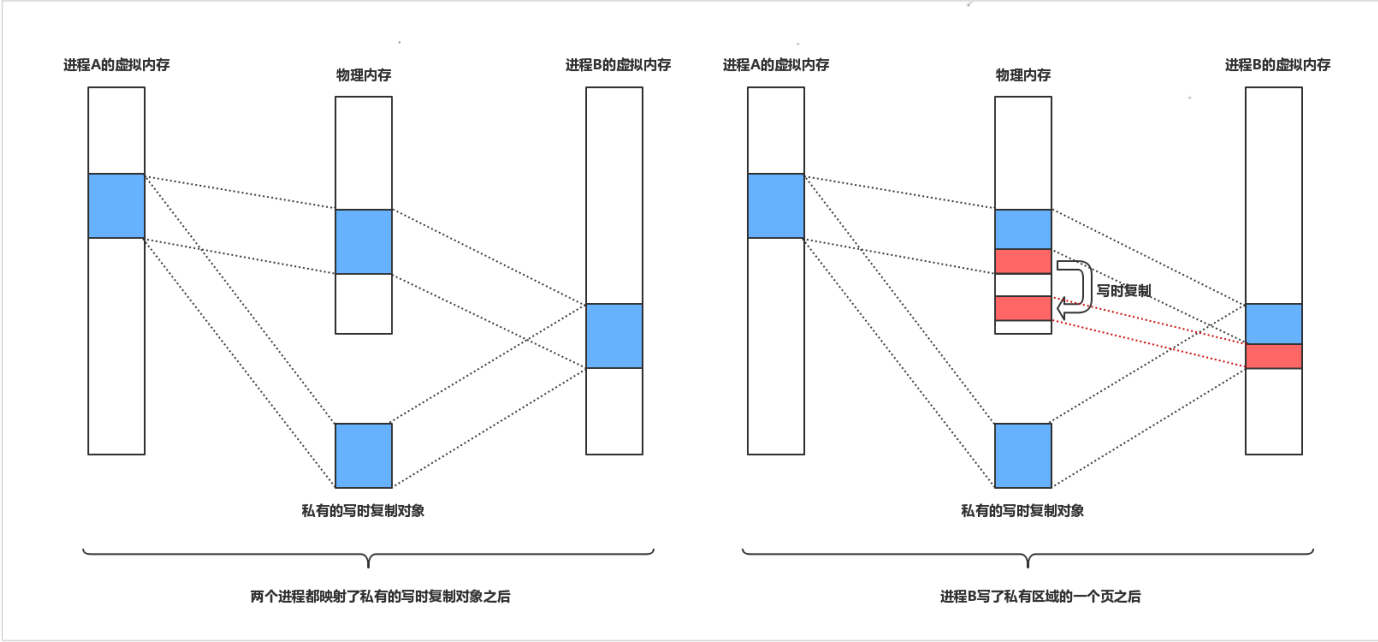 进程A的虚拟内存
物理内存
进程B的虚拟内存
私有的写时复制对象
两个进程都映射了私有的写时复制对象之后
进程A的虚拟内存
物理内存
进程B的虚拟内存
写时复制
私有的写时复制对象
进程B写了私有区域的一个页之后